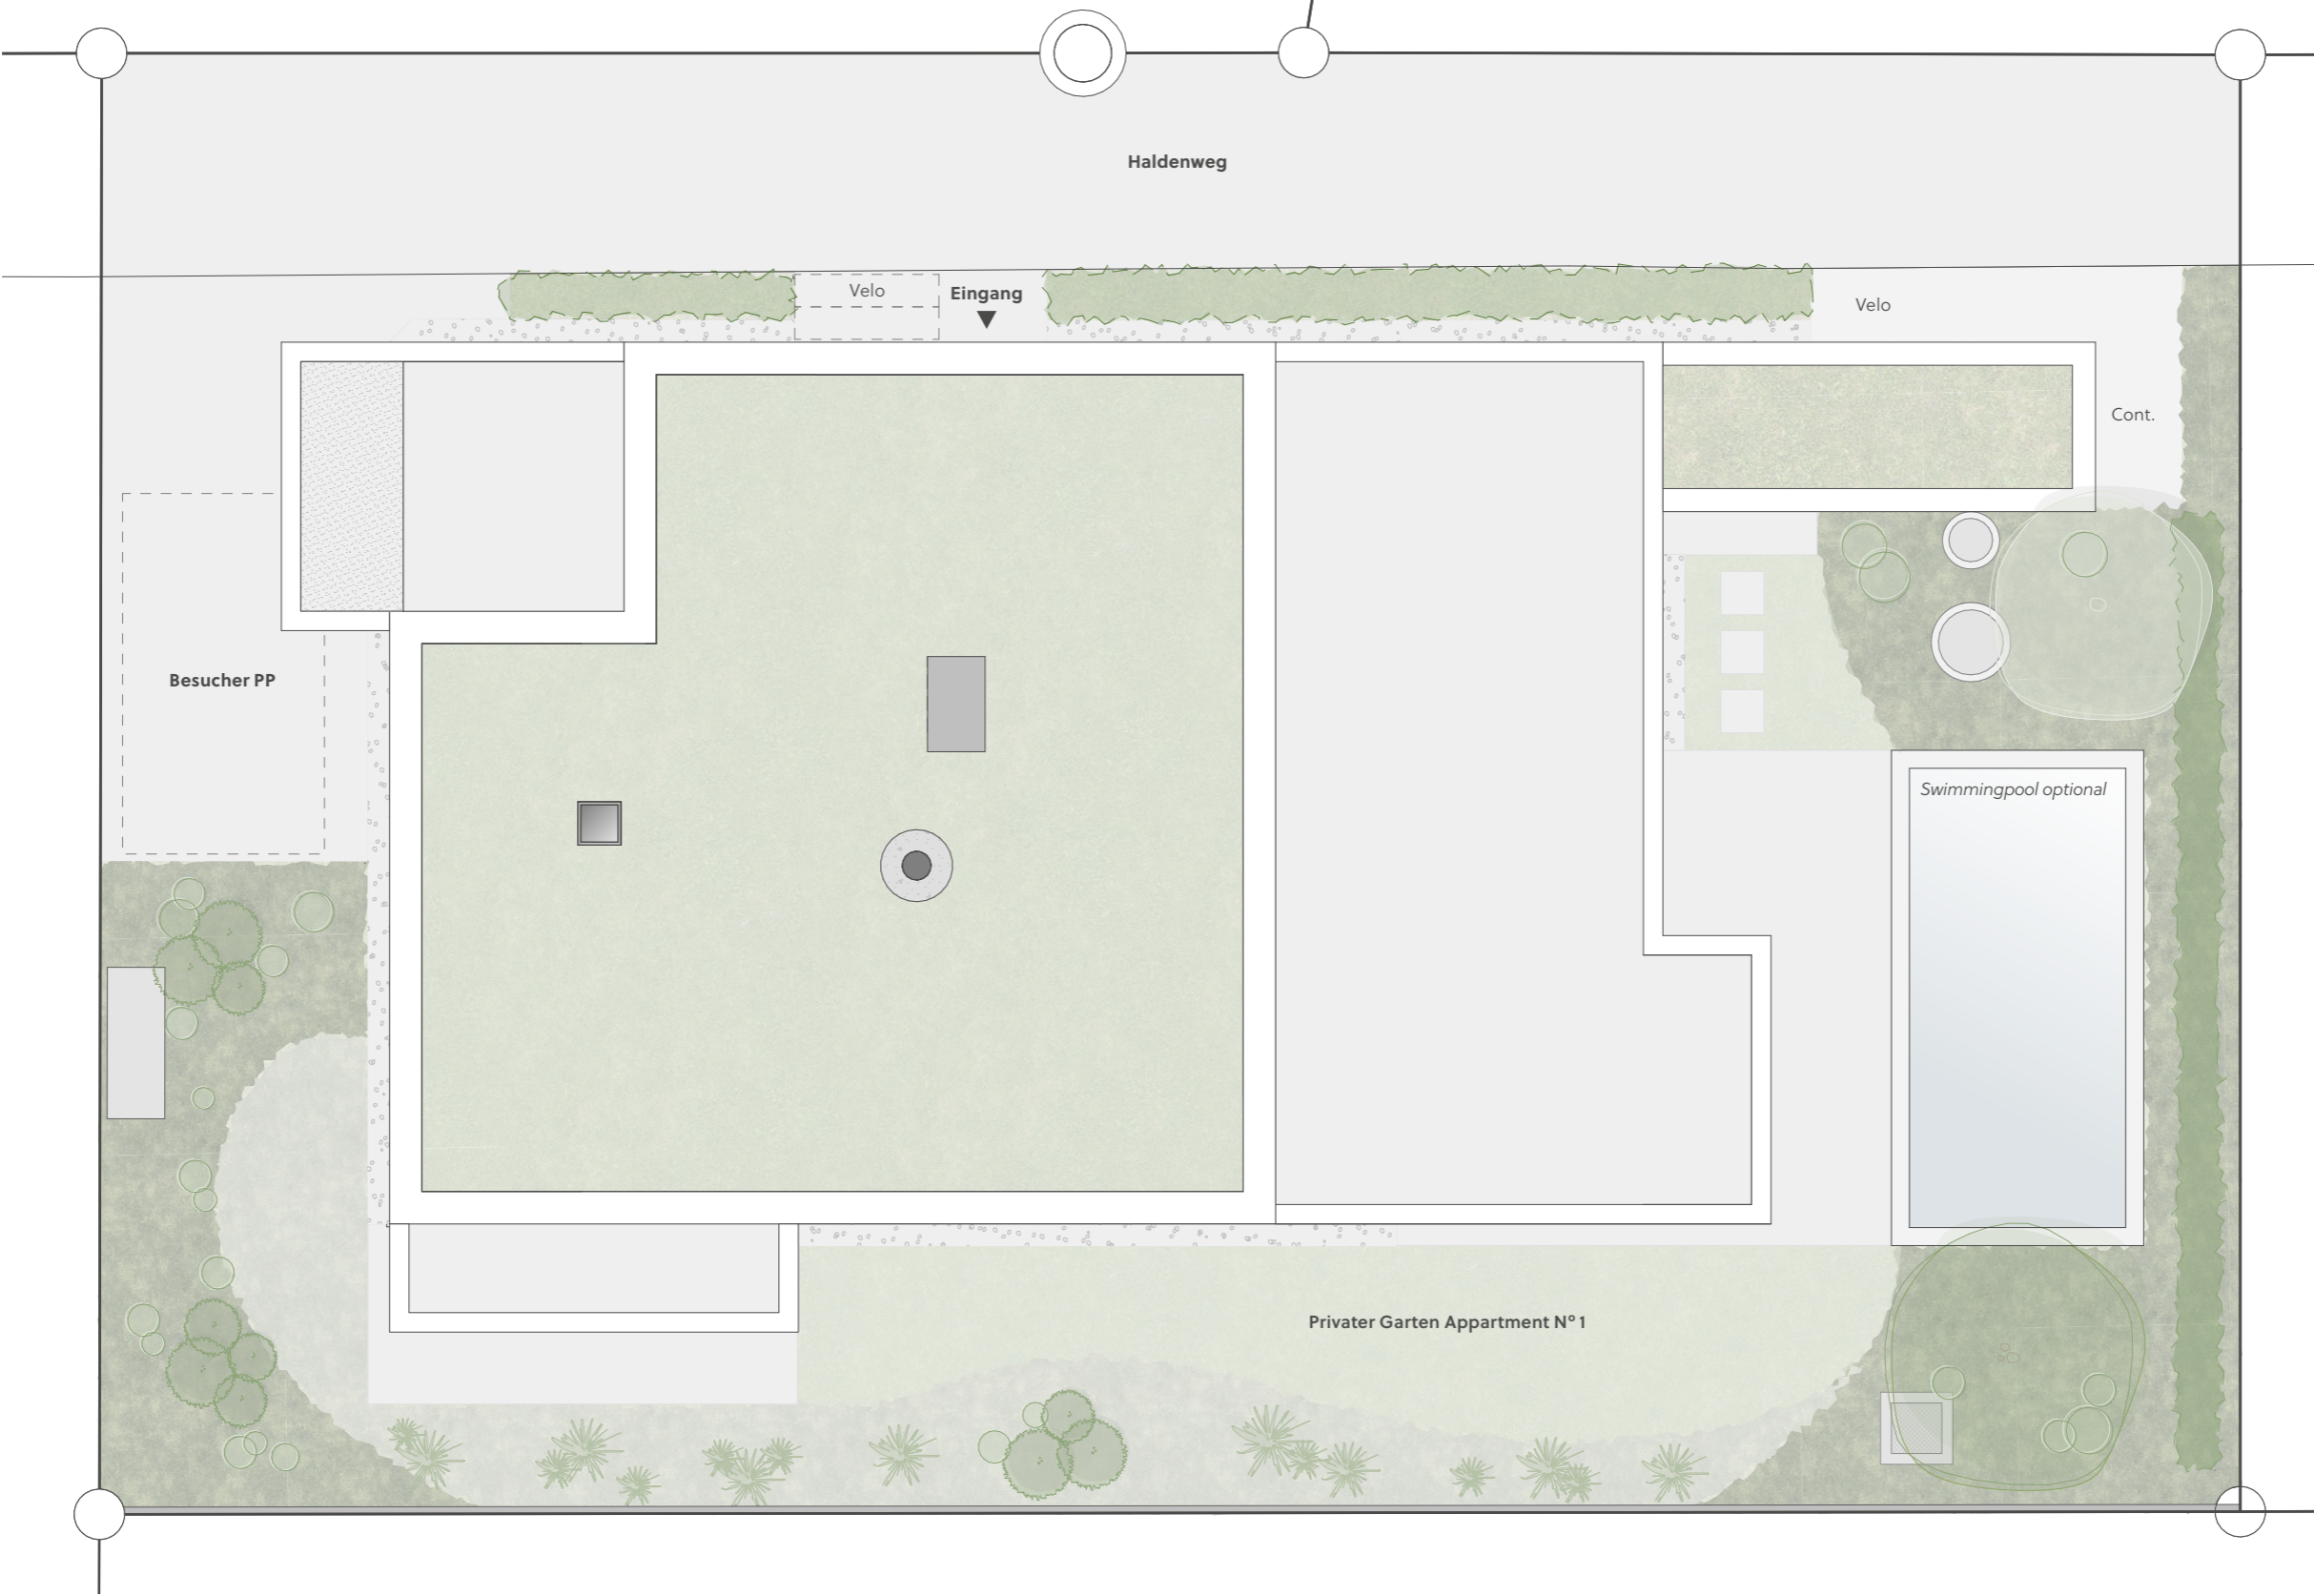 Haldenweg
Velo
Eingang
Velo
Cont.
Besucher PP
Swimmingpool optional
Privater Garten Appartment N° 1